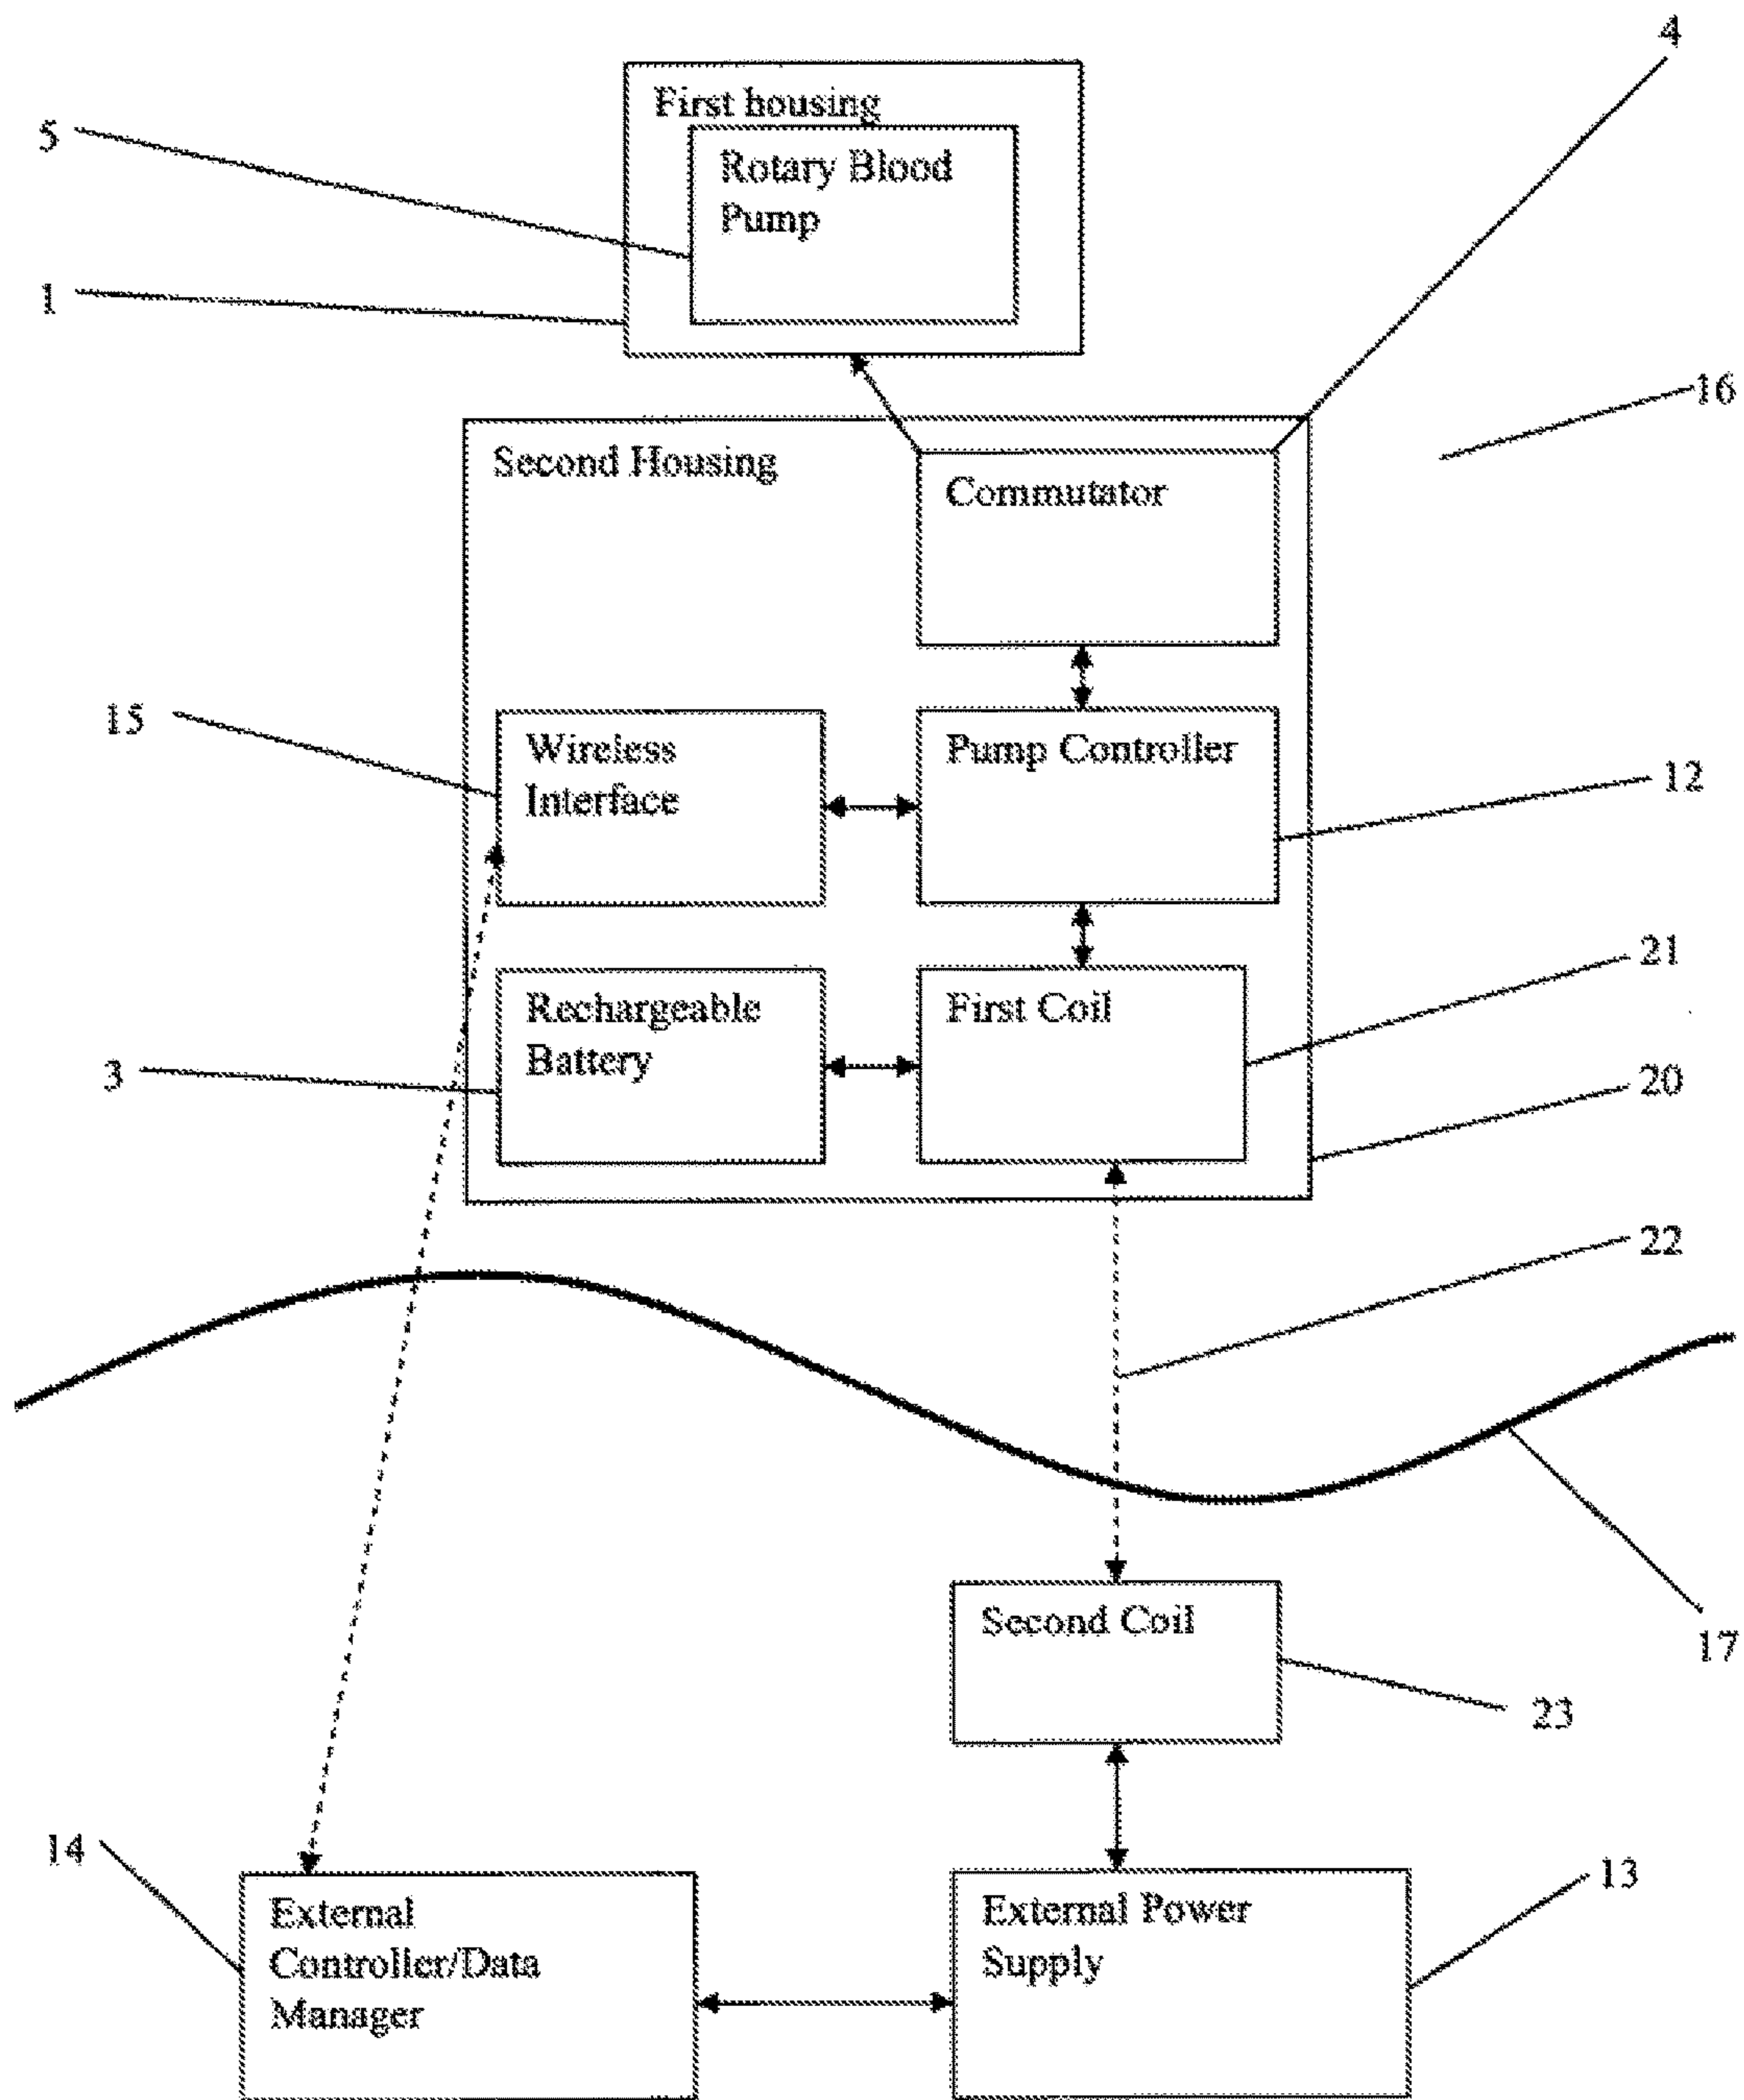 4
First housing
5
Rotary Blood
Pump
1
16
Second Housing
Commutator
15
Wireless
Interface
Pump Controller
12
21
Rechargeable
Battery
First Coil
3
20
22
Second Coil
17
23
14
External
Controller/Data
Manager
External Power
Supply
13